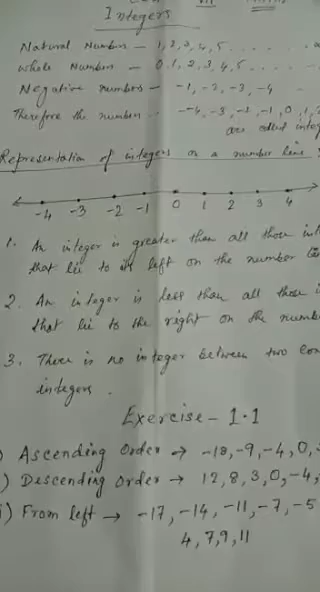 VII
Integers
Natural Numbers - 1, 2, 3, 4, 5 . . . . . .
Whole Numbers - 0, 1, 2, 3, 4, 5 - . . . .
Negative numbers - -1, -2, -3, -4
Therefore the numbers . . -4, -3, -2, -1, 0, 1,
are called
Representation of integers on a number line
-4 -3 -2 -1 0 1 2 3 4
1. An integer is greater than all those
that lie to its left on the number
2. An integer is less than all those
that lie to the right on the
3. There is no integer between two
integers.
Exercise - 1.1
) Ascending Order → -18, -9, -4, 0,
) Descending Order → 12, 8, 3, 0, -4,
i) From left → -17, -14, -11, -7, -5
4, 7, 9, 11